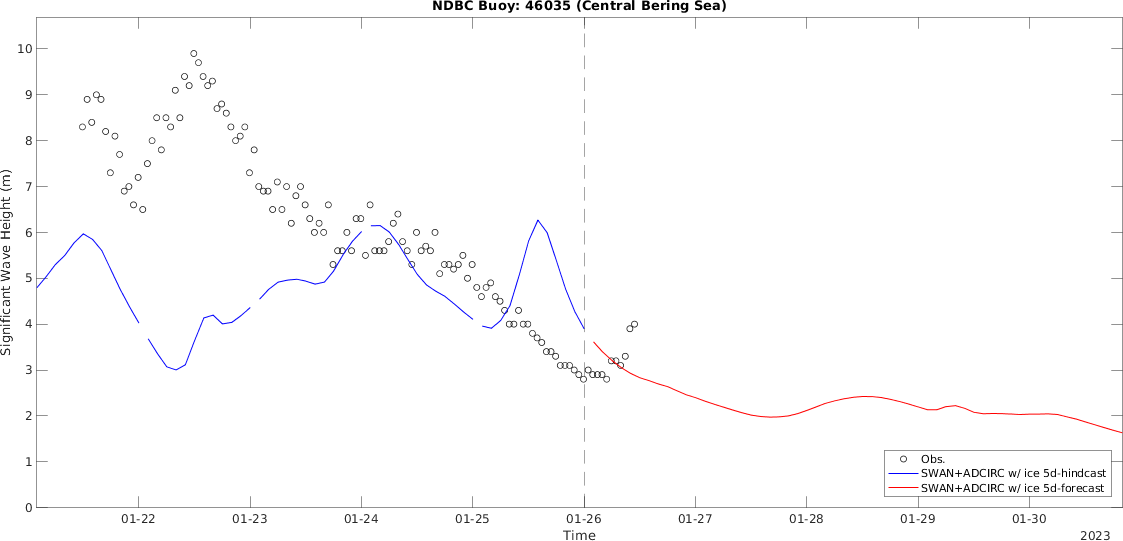 NDBC Buoy: 46035 (Central Bering Sea)
Significant Wave Height (m)
10
9
8
7
6
5
4
3
2
1
0
01-22 01-23 01-24 01-25 01-26 01-27 01-28 01-29 01-30
Time
2023
Obs.
SWAN+ADCIRC w/ ice 5d-hindcast
SWAN+ADCIRC w/ ice 5d-forecast